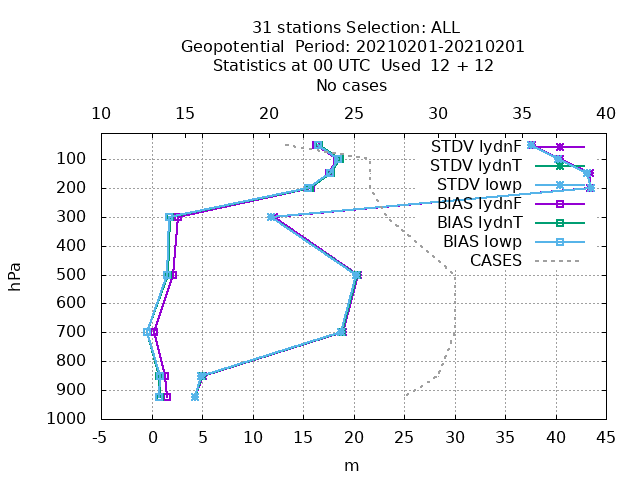 31 stations Selection: ALL
Geopotential  Period: 20210201-20210201
Statistics at 00 UTC  Used  12 + 12
No cases
10 15 20 25 30 35 40
STDV lydnF
STDV lydnT
STDV lowp
BIAS lydnF
BIAS lydnT
BIAS lowp
CASES
100
200
300
400
500
600
700
800
900
1000
hPa
-5 0 5 10 15 20 25 30 35 40 45
m